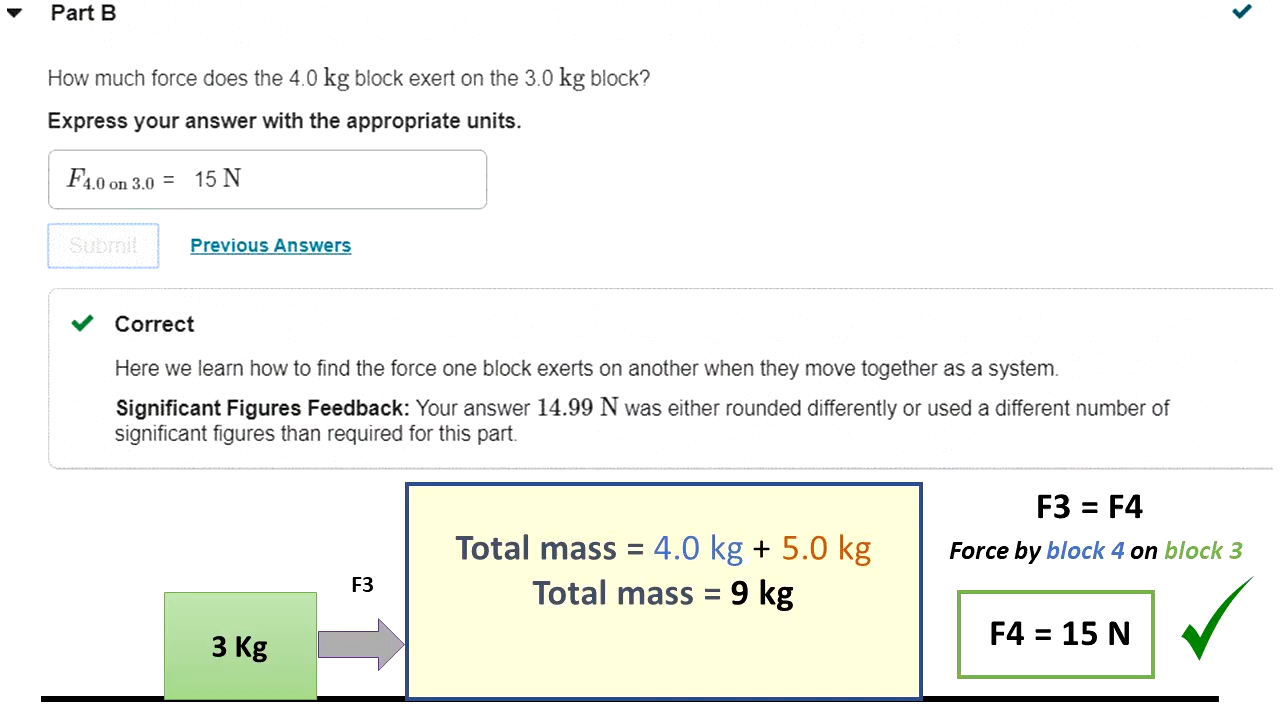 Part B
How much force does the 4.0 kg block exert on the 3.0 kg block?
Express your answer with the appropriate units.
F4.0 on 3.0 = 15 N
Submit Previous Answers
Correct
Here we learn how to find the force one block exerts on another when they move together as a system.
Significant Figures Feedback: Your answer 14.99 N was either rounded differently or used a different number of
significant figures than required for this part.
F3 = F4
Total mass = 4.0 kg + 5.0 kg
Force by block 4 on block 3
F3
Total mass = 9 kg
3 Kg
F4 = 15 N